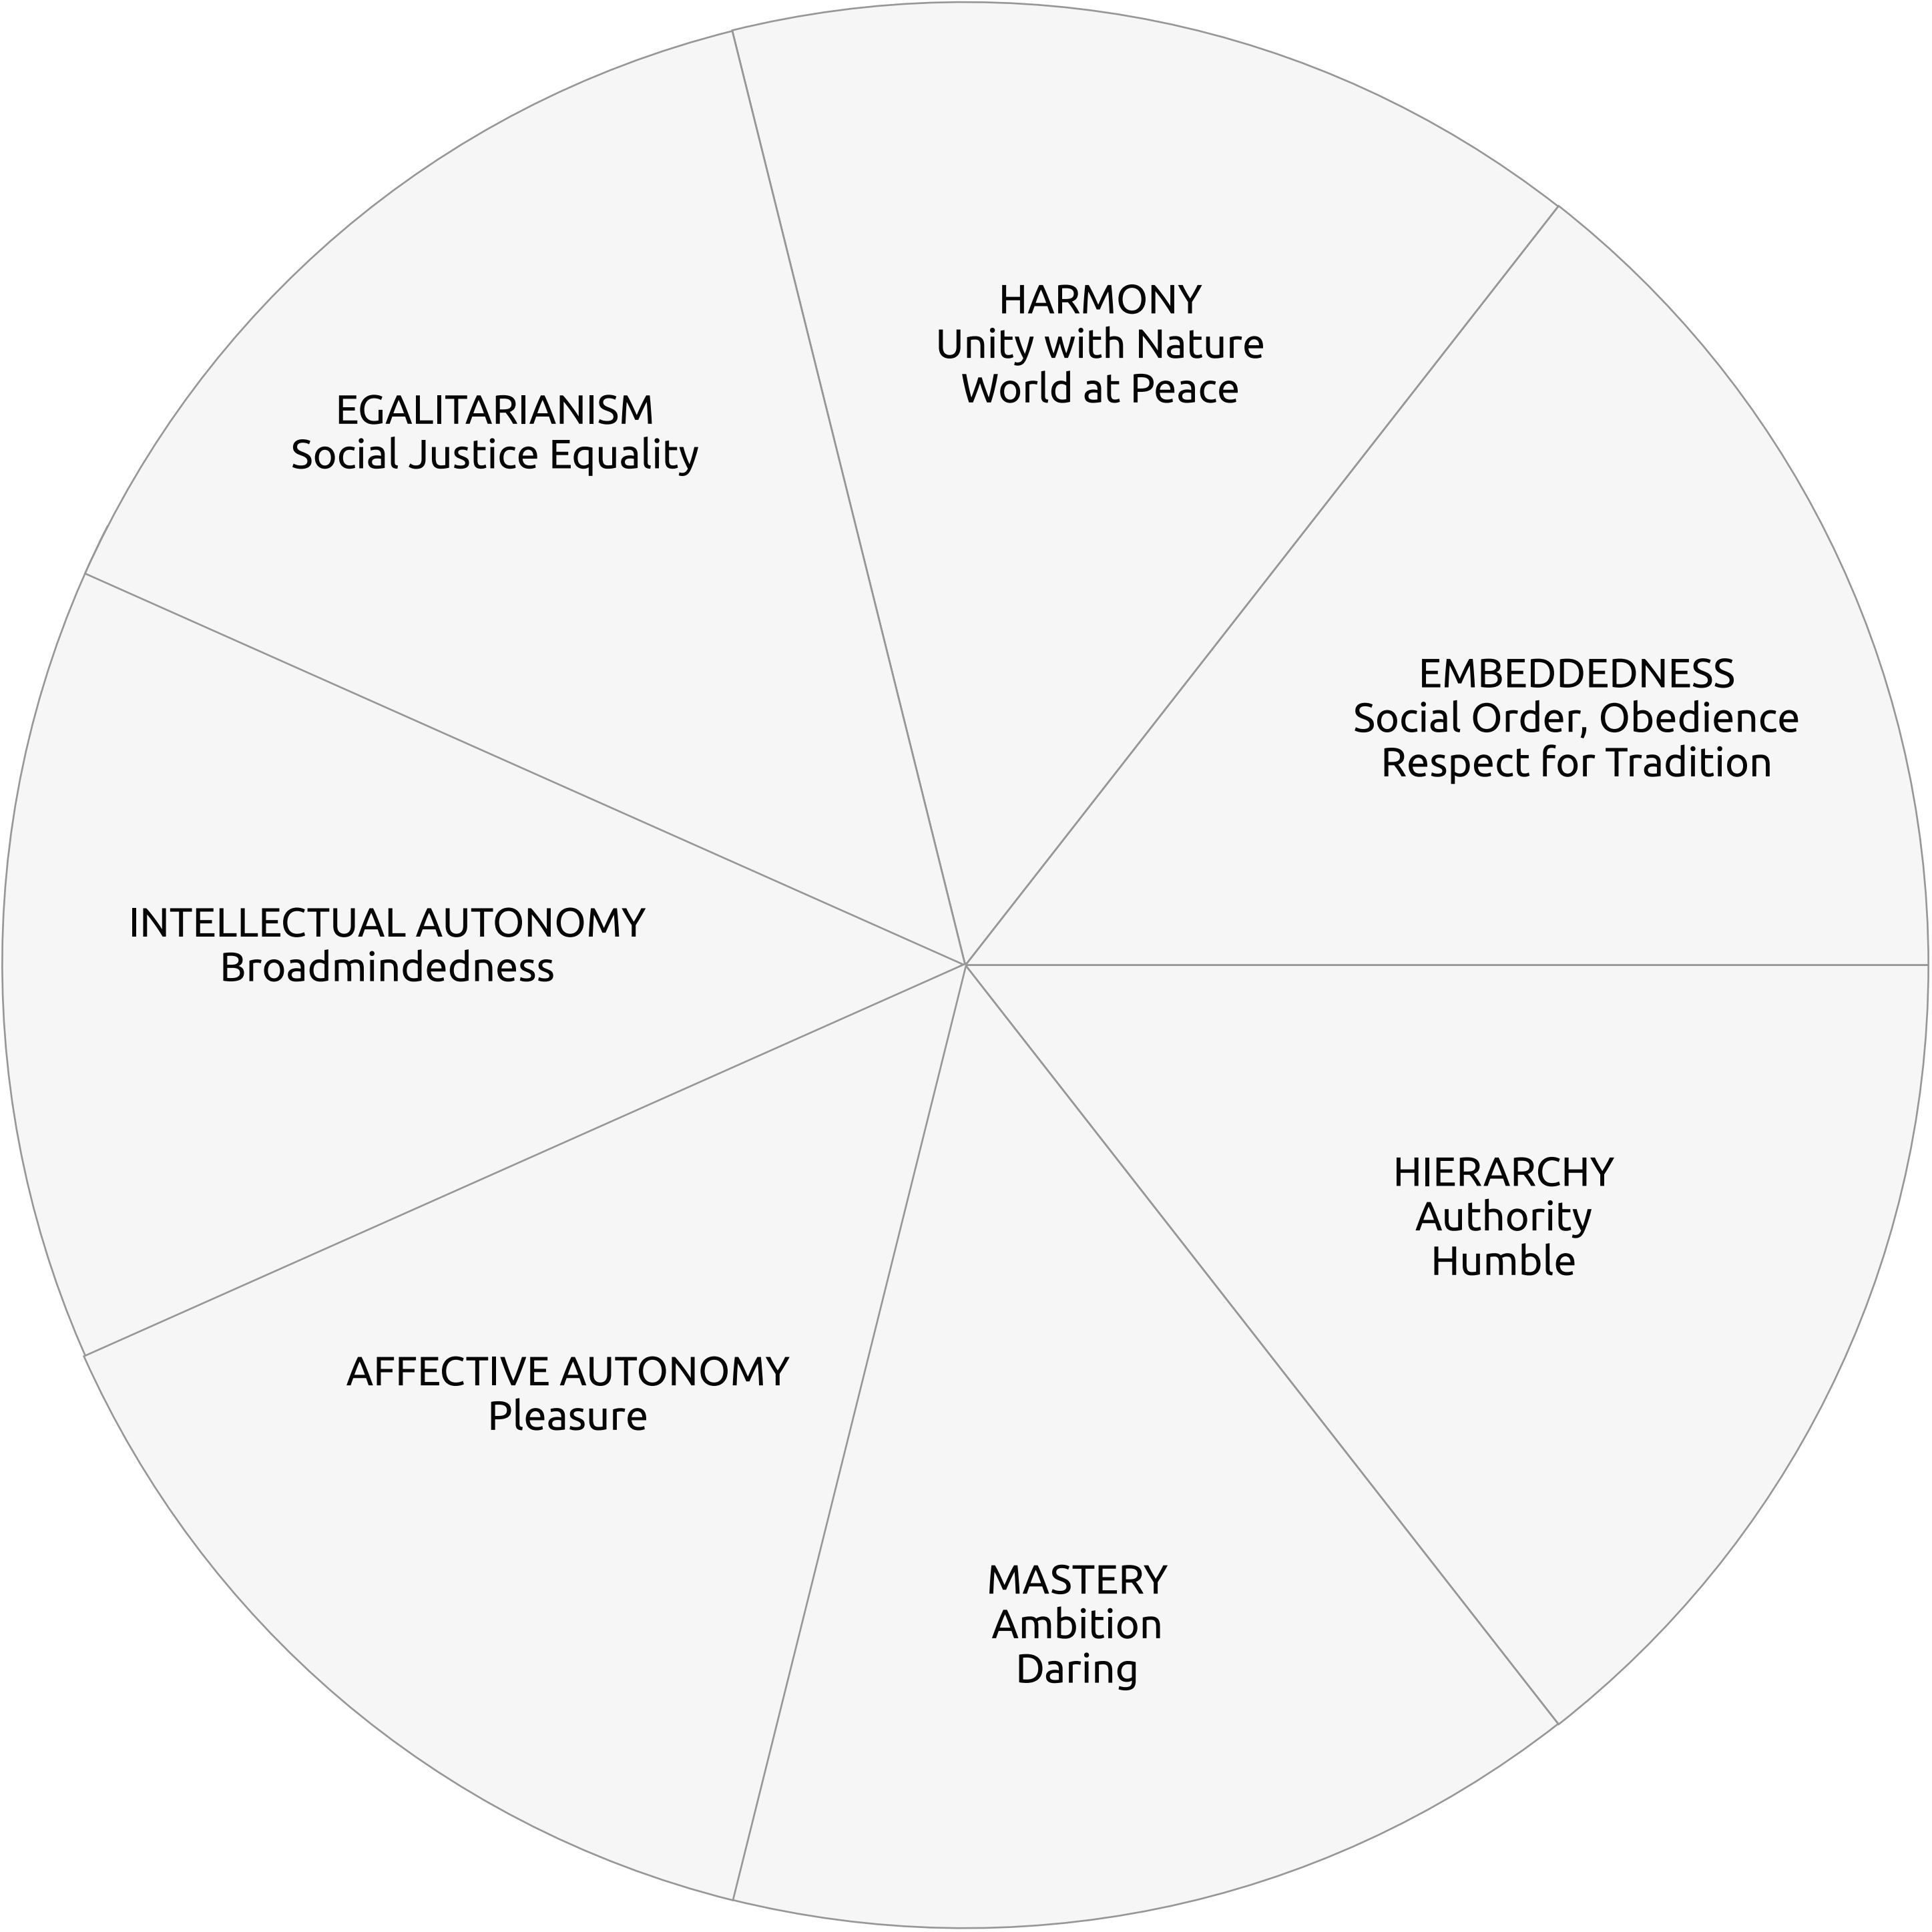 HARMONY
Unity with Nature
World at Peace
EGALITARIANISM
Social Justice Equality
EMBEDDEDNESS
Social Order, Obedience
Respect for Tradition
INTELLECTUAL AUTONOMY
Broadmindedness
HIERARCHY
Authority
Humble
AFFECTIVE AUTONOMY
Pleasure
MASTERY
Ambition
Daring